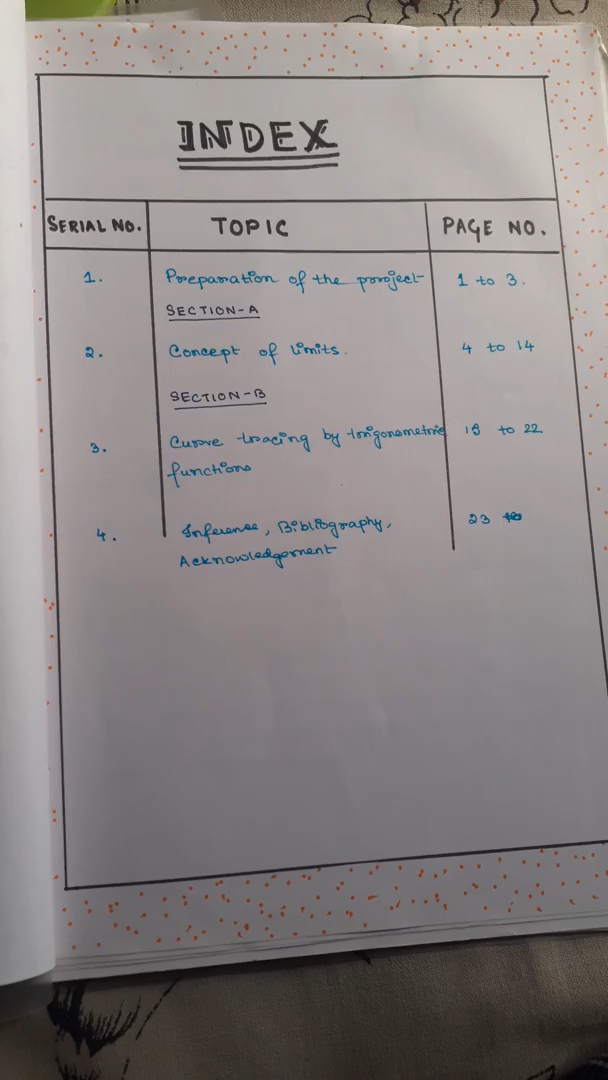 INDEX
SERIAL NO. TOPIC PAGE NO.
1. Preparation of the project 1 to 3.
SECTION-A
2. Concept of limits. 4 to 14
SECTION-B
3. Curve tracing by trigonometric to 22
functions
4. Inference, Bibliography, 23
Acknowledgement